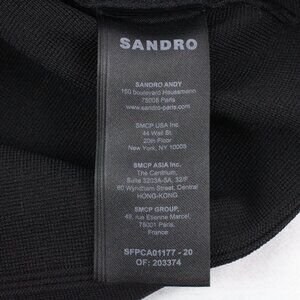 SANDRO
SANDRO ANDY
150 boulevard Haussmann
75008 Paris
www.sandro-paris.com
SMCP USA Inc.
44 Wall St
20th Floor
New York, NY 10005
SMCP ASIA Inc.
The Centrium,
Suite 3203A-5A, 32/F
60 Wyndham Street, Central
HONG-KONG
SMCP GROUP,
49, rue Etienne Marcel,
75001 Paris,
France
SFPCA01177 - 20
OF: 203374